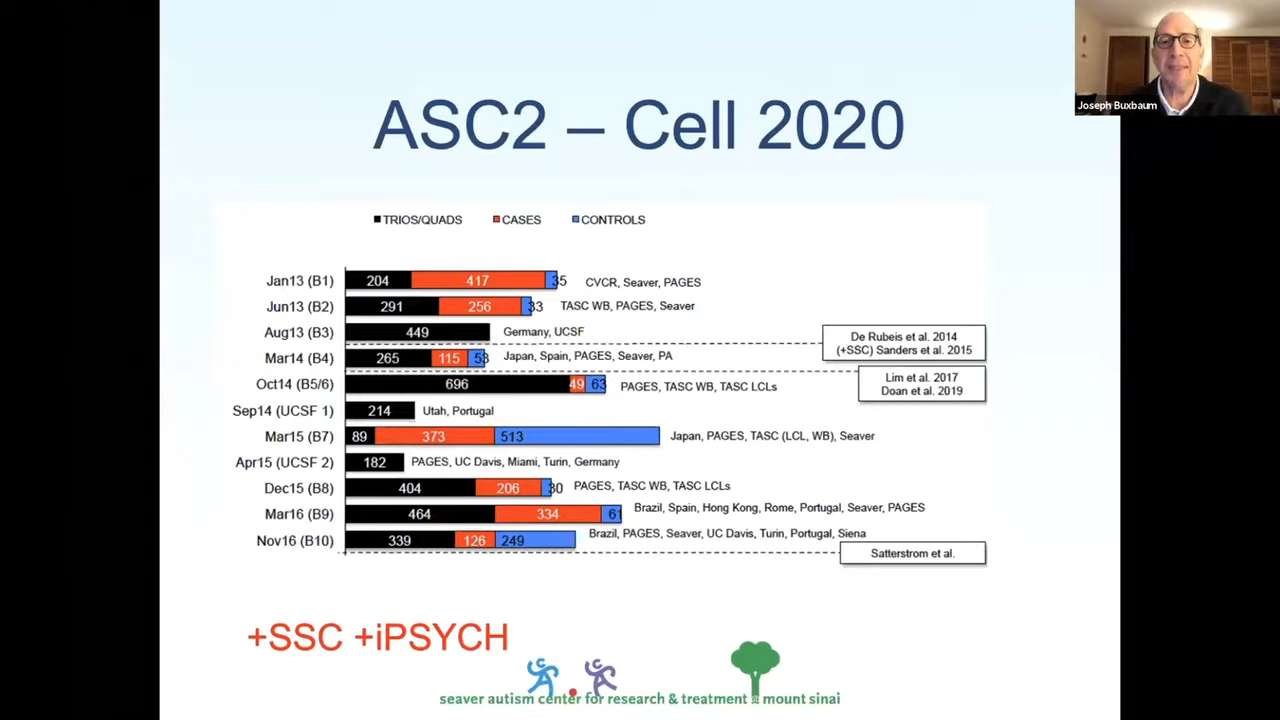 Joseph Buxbaum
ASC2 – Cell 2020
TRIOS/QUADS CASES CONTROLS
Jan13 (B1) 204 417 35 CVCR, Seaver, PAGES
Jun13 (B2) 291 256 33 TASC WB, PAGES, Seaver
Aug13 (B3) 449 Germany, UCSF
De Rubeis et al. 2014
(+SSC) Sanders et al. 2015
Mar14 (B4) 265 115 53 Japan, Spain, PAGES, Seaver, PA
Lim et al. 2017
Doan et al. 2019
Oct14 (B5/6) 696 49 63 PAGES, TASC WB, TASC LCLs
Sep14 (UCSF 1) 214 Utah, Portugal
Mar15 (B7) 89 373 513 Japan, PAGES, TASC (LCL, WB), Seaver
Apr15 (UCSF 2) 182 PAGES, UC Davis, Miami, Turin, Germany
Dec15 (B8) 404 206 30 PAGES, TASC WB, TASC LCLs
Mar16 (B9) 464 334 61 Brazil, Spain, Hong Kong, Rome, Portugal, Seaver, PAGES
Nov16 (B10) 339 126 249 Brazil, PAGES, Seaver, UC Davis, Turin, Portugal, Siena
Satterstrom et al.
+SSC +iPSYCH
seaver autism center for research & treatment @ mount sinai